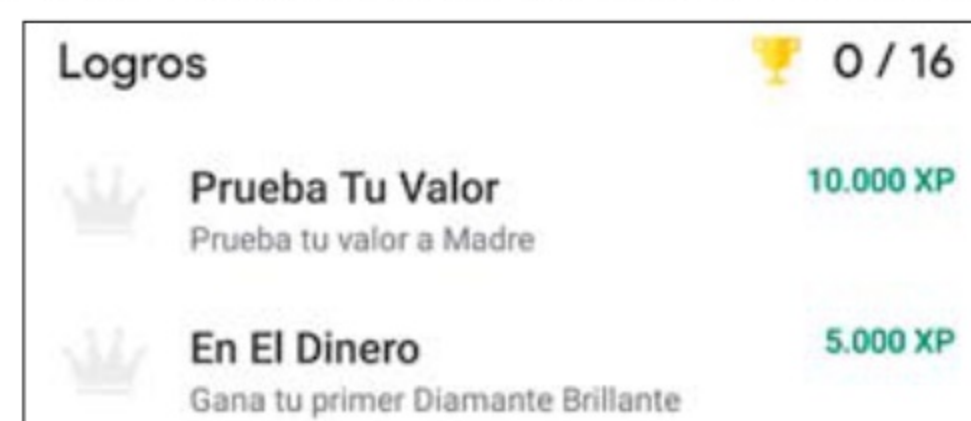 Logros 0 / 16
Prueba Tu Valor 10.000 XP
Prueba tu valor a Madre
En El Dinero 5.000 XP
Gana tu primer Diamante Brillante